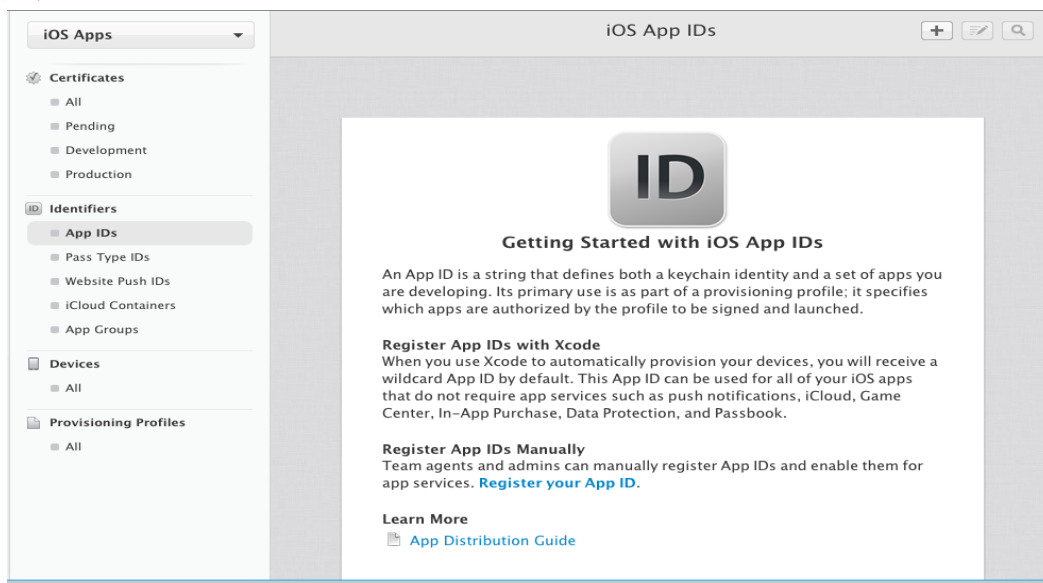 iOS Apps
Certificates
All
Pending
Development
Production
ID Identifiers
App IDs
Pass Type IDs
Website Push IDs
iCloud Containers
App Groups
Devices
All
Provisioning Profiles
All
iOS App IDs
ID
Getting Started with iOS App IDs
An App ID is a string that defines both a keychain identity and a set of apps you
are developing. Its primary use is as part of a provisioning profile; it specifies
which apps are authorized by the profile to be signed and launched.
Register App IDs with Xcode
When you use Xcode to automatically provision your devices, you will receive a
wildcard App ID by default. This App ID can be used for all of your iOS apps
that do not require app services such as push notifications, iCloud, Game
Center, In-App Purchase, Data Protection, and Passbook.
Register App IDs Manually
Team agents and admins can manually register App IDs and enable them for
app services. Register your App ID.
Learn More
App Distribution Guide